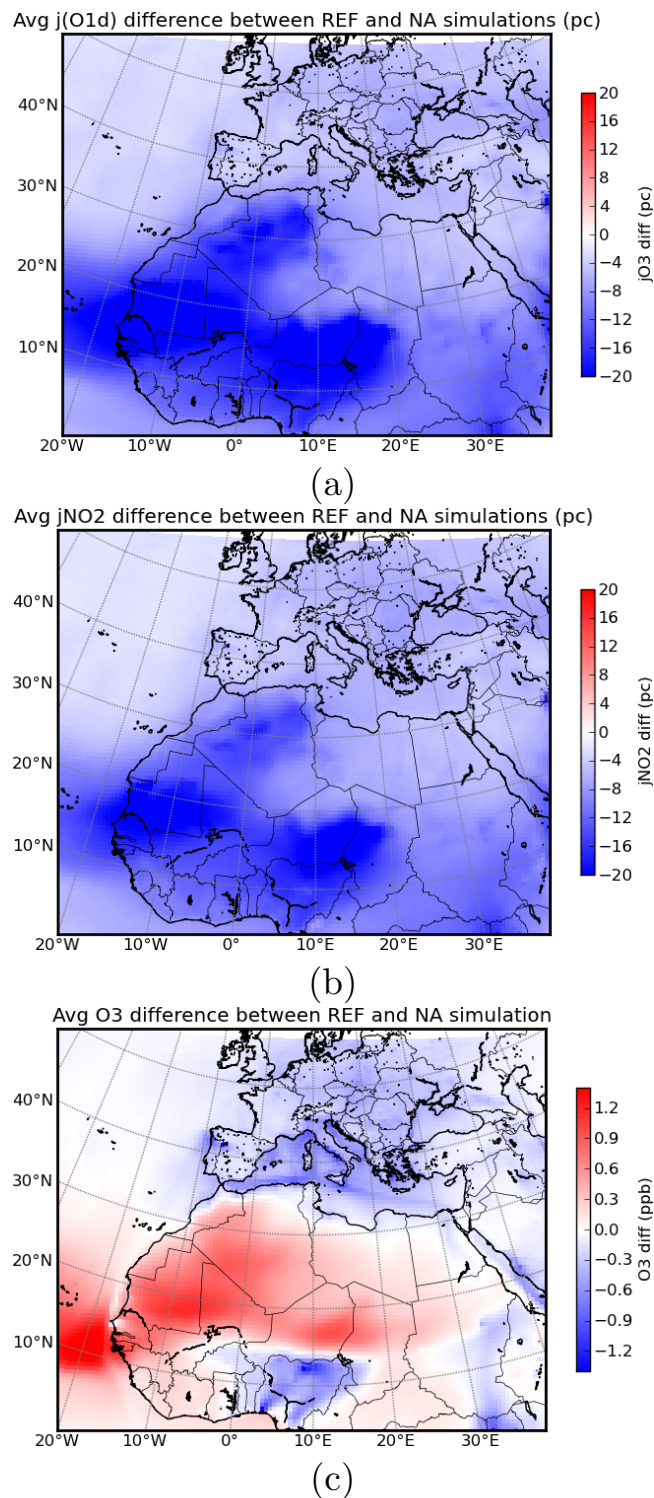 Avg j(O1d) difference between REF and NA simulations (pc)
40°N
30°N
20°N
10°N
20°W
10°W
0°
10°E
20°E
30°E
20
16
12
8
4
0
−4
−8
−12
−16
−20
jO3 diff (pc)
(a)
Avg jNO2 difference between REF and NA simulations (pc)
40°N
30°N
20°N
10°N
20°W
10°W
0°
10°E
20°E
30°E
20
16
12
8
4
0
−4
−8
−12
−16
−20
jNO2 diff (pc)
(b)
Avg O3 difference between REF and NA simulation
40°N
30°N
20°N
10°N
20°W
10°W
0°
10°E
20°E
30°E
1.2
0.9
0.6
0.3
0.0
−0.3
−0.6
−0.9
−1.2
O3 diff (ppb)
(c)